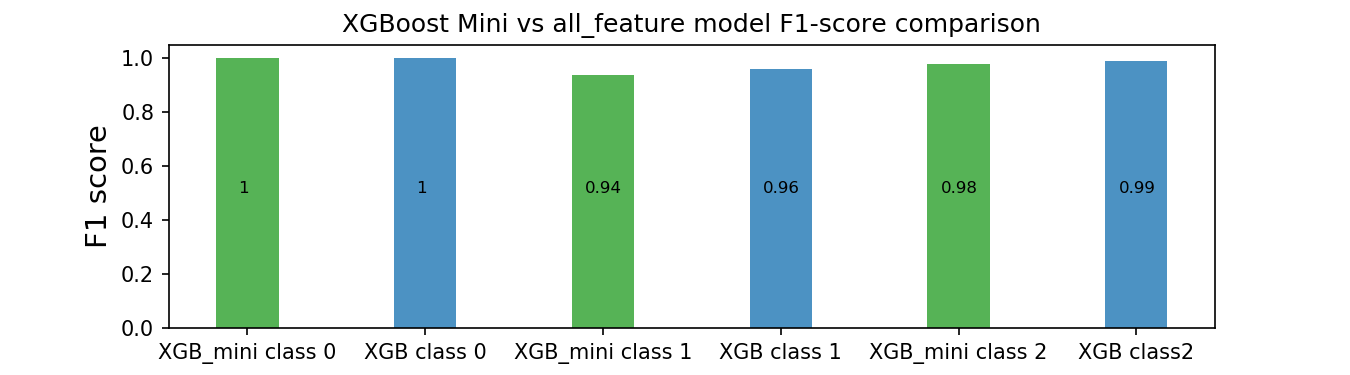 XGBoost Mini vs all_feature model F1-score comparison
F1 score
1.0
0.8
0.6
0.4
0.2
0.0
1
1
0.94
0.96
0.98
0.99
XGB_mini class 0
XGB class 0
XGB_mini class 1
XGB class 1
XGB_mini class 2
XGB class2